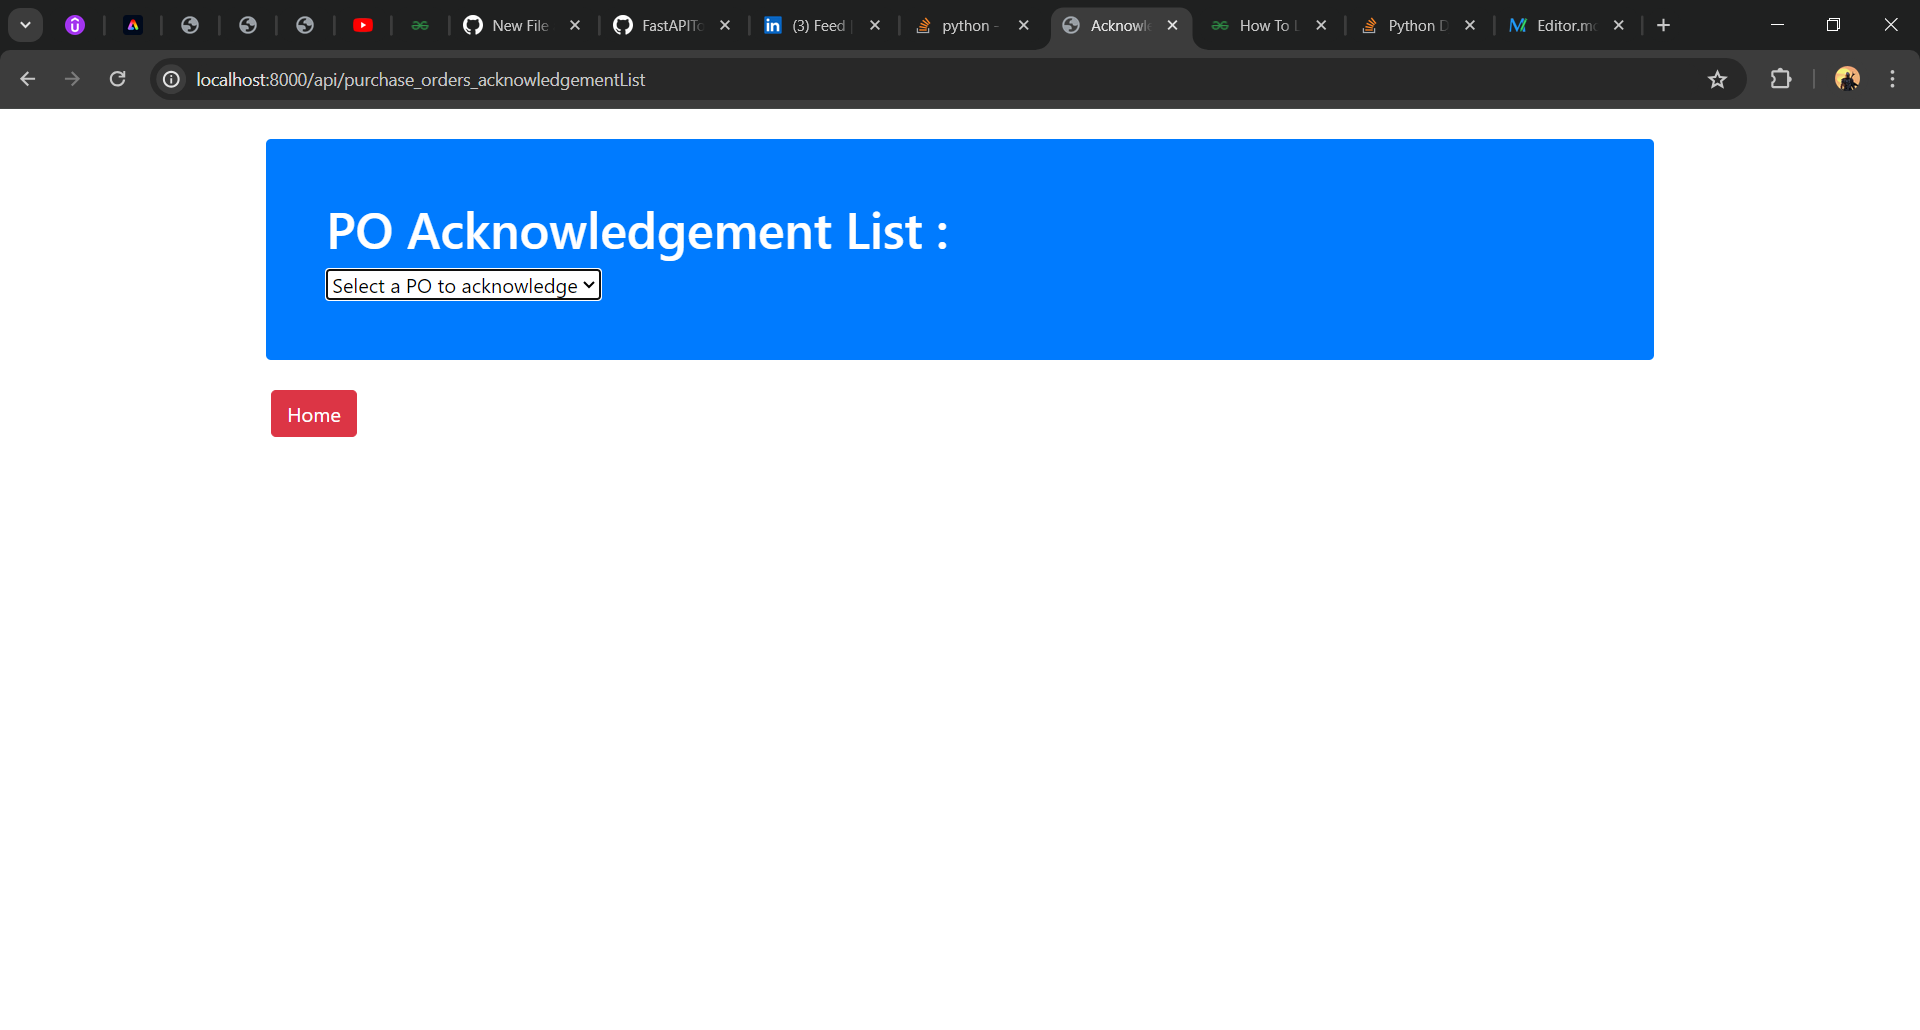 New File
FastAPITo
(3) Feed
python -
Acknowle
How To L
Python D
Editor.mo
localhost:8000/api/purchase_orders_acknowledgementList
PO Acknowledgement List :
Select a PO to acknowledge
Home